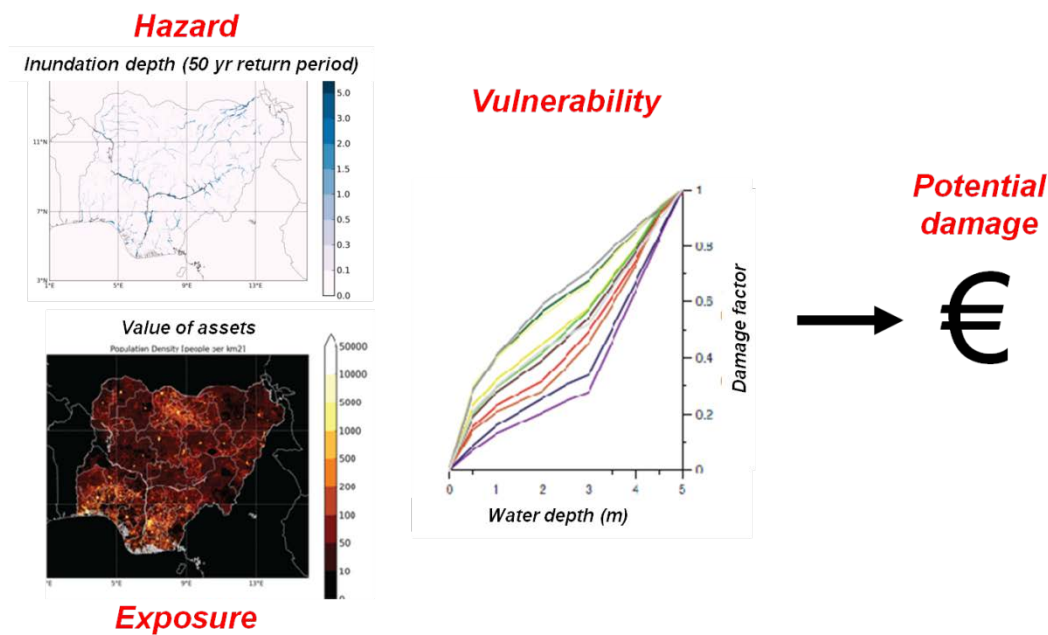 Hazard
Inundation depth (50 yr return period)
5.0
3.0
2.0
1.5
1.0
0.5
0.3
0.1
0.0
11°N
7°N
3°N
1°E 5°E 9°E 13°E
Value of assets
Population Density [people per km2]
50000
10000
5000
1000
500
200
100
50
10
5°E 9°E 13°E
Exposure
Vulnerability
1
0.8
0.5
0.4
0.2
0
Damage factor
0 1 2 3 4 5
Water depth (m)
Potential
damage
€